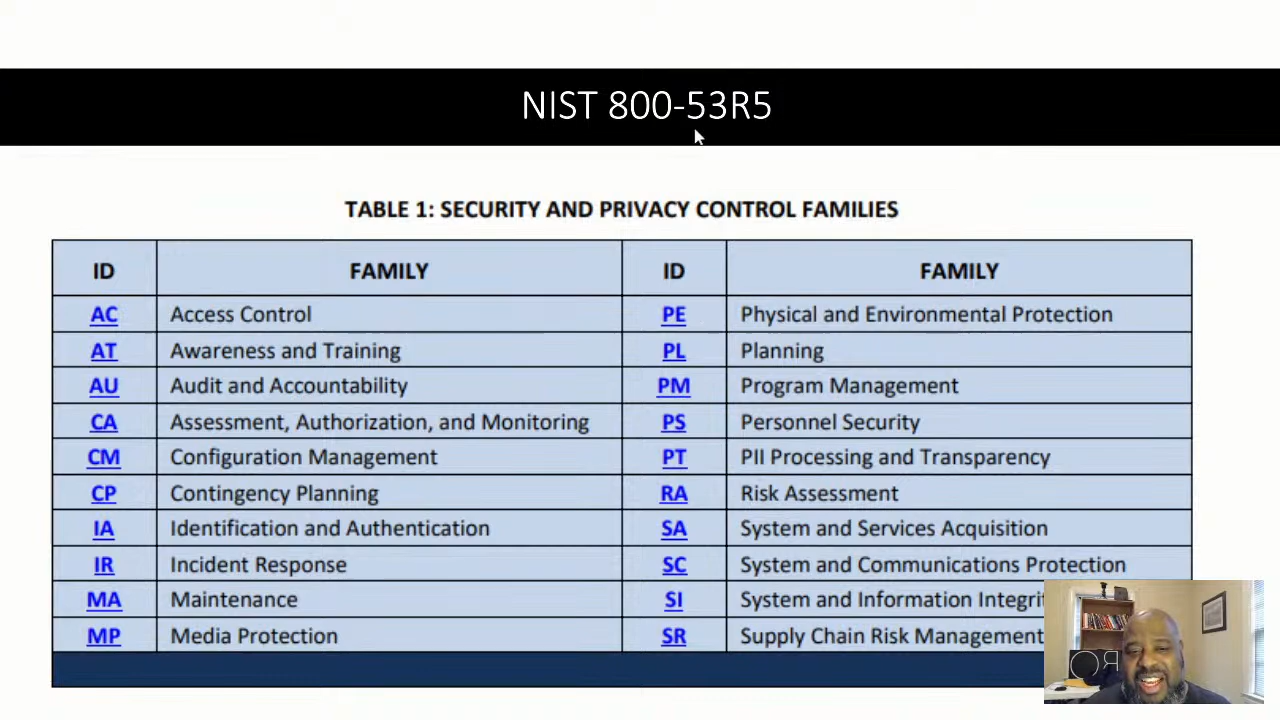 NIST 800-53R5
TABLE 1: SECURITY AND PRIVACY CONTROL FAMILIES
ID FAMILY ID FAMILY
AC Access Control PE Physical and Environmental Protection
AT Awareness and Training PL Planning
AU Audit and Accountability PM Program Management
CA Assessment, Authorization, and Monitoring PS Personnel Security
CM Configuration Management PT PII Processing and Transparency
CP Contingency Planning RA Risk Assessment
IA Identification and Authentication SA System and Services Acquisition
IR Incident Response SC System and Communications Protection
MA Maintenance SI System and Information
MP Media Protection SR Supply Chain Risk Management